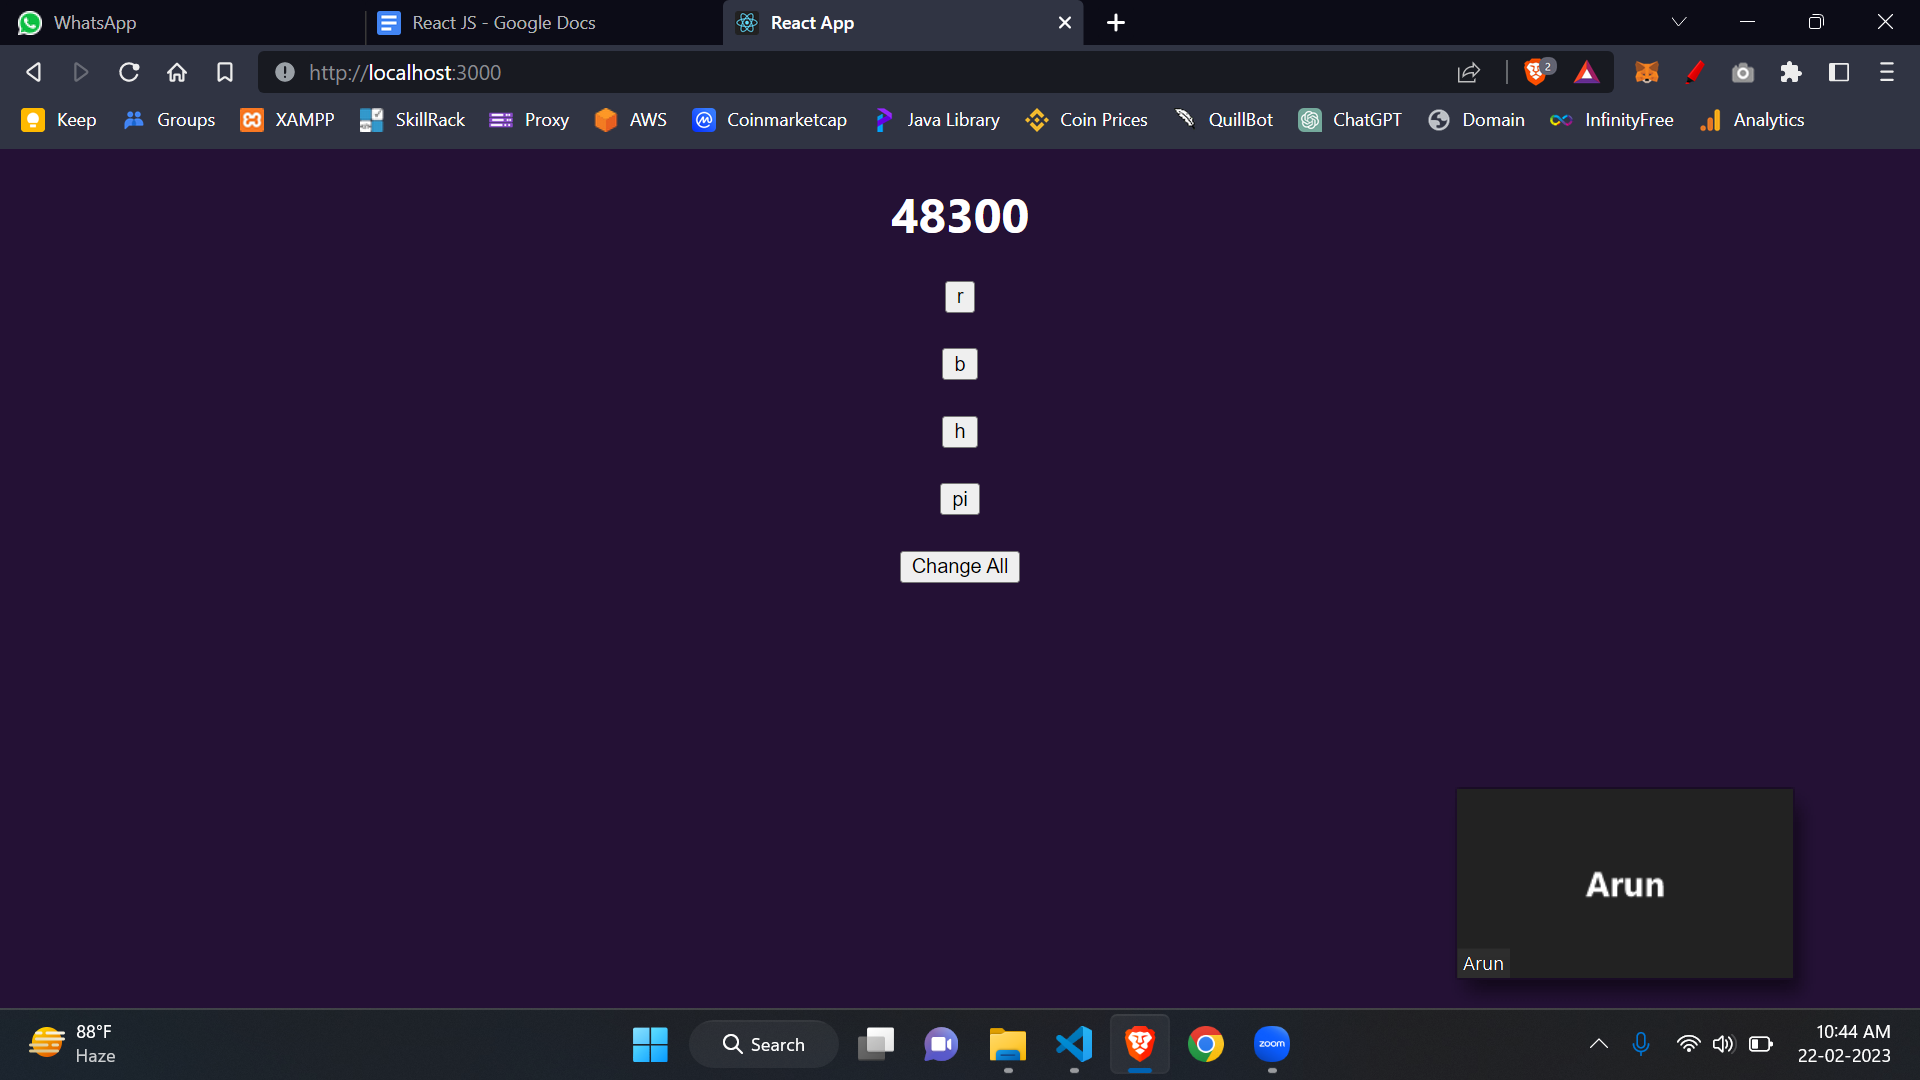 WhatsApp
React JS - Google Docs
React App
http://localhost:3000
2
Keep
Groups
XAMPP
SkillRack
Proxy
AWS
Coinmarketcap
Java Library
Coin Prices
QuillBot
ChatGPT
Domain
InfinityFree
Analytics
48300
r
b
h
pi
Change All
Arun
Arun
88°F
Haze
Search
zoom
10:44 AM
22-02-2023